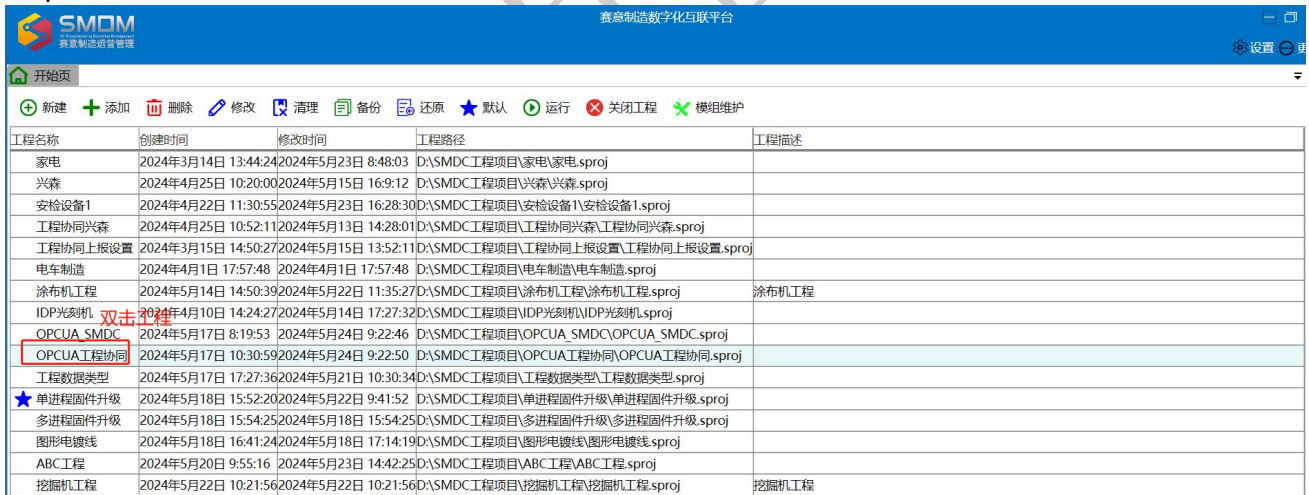 SMOM
赛意制造运营管理
赛意制造数字化互联平台
设置
开始页
新建 添加 删除 修改 清理 备份 还原 默认 运行 关闭工程 模组维护
工程名称 创建时间 修改时间 工程路径 工程描述
家电 2024年3月14日 13:44:24 2024年5月23日 8:48:03 D:\SMDC工程项目\家电\家电.sproj
兴森 2024年4月25日 10:20:00 2024年5月15日 16:9:12 D:\SMDC工程项目\兴森\兴森.sproj
安检设备1 2024年4月22日 11:30:55 2024年5月23日 16:28:30 D:\SMDC工程项目\安检设备1\安检设备1.sproj
工程协同兴森 2024年4月25日 10:52:11 2024年5月13日 14:28:01 D:\SMDC工程项目\工程协同兴森\工程协同兴森.sproj
工程协同上报设置 2024年3月15日 14:50:27 2024年5月15日 13:52:11 D:\SMDC工程项目\工程协同上报设置\工程协同上报设置.sproj
电车制造 2024年4月1日 17:57:48 2024年4月1日 17:57:48 D:\SMDC工程项目\电车制造\电车制造.sproj
涂布机工程 2024年5月14日 14:50:39 2024年5月22日 11:35:27 D:\SMDC工程项目\涂布机工程\涂布机工程.sproj 涂布机工程
IDP光刻机 2024年4月10日 14:24:27 2024年5月14日 17:27:32 D:\SMDC工程项目\IDP光刻机\IDP光刻机.sproj
双击工程
OPCUA_SMDC 2024年5月17日 8:19:53 2024年5月24日 9:22:46 D:\SMDC工程项目\OPCUA_SMDC\OPCUA_SMDC.sproj
OPCUA工程协同 2024年5月17日 10:30:59 2024年5月24日 9:22:50 D:\SMDC工程项目\OPCUA工程协同\OPCUA工程协同.sproj
工程数据类型 2024年5月17日 17:27:36 2024年5月21日 10:30:34 D:\SMDC工程项目\工程数据类型\工程数据类型.sproj
单进程固件升级 2024年5月18日 15:52:20 2024年5月22日 9:41:52 D:\SMDC工程项目\单进程固件升级\单进程固件升级.sproj
多进程固件升级 2024年5月18日 15:54:25 2024年5月18日 15:54:25 D:\SMDC工程项目\多进程固件升级\多进程固件升级.sproj
图形电镀线 2024年5月18日 16:41:24 2024年5月18日 17:14:19 D:\SMDC工程项目\图形电镀线\图形电镀线.sproj
ABC工程 2024年5月20日 9:55:16 2024年5月23日 14:42:25 D:\SMDC工程项目\ABC工程\ABC工程.sproj
挖掘机工程 2024年5月22日 10:21:56 2024年5月22日 10:21:56 D:\SMDC工程项目\挖掘机工程\挖掘机工程.sproj 挖掘机工程